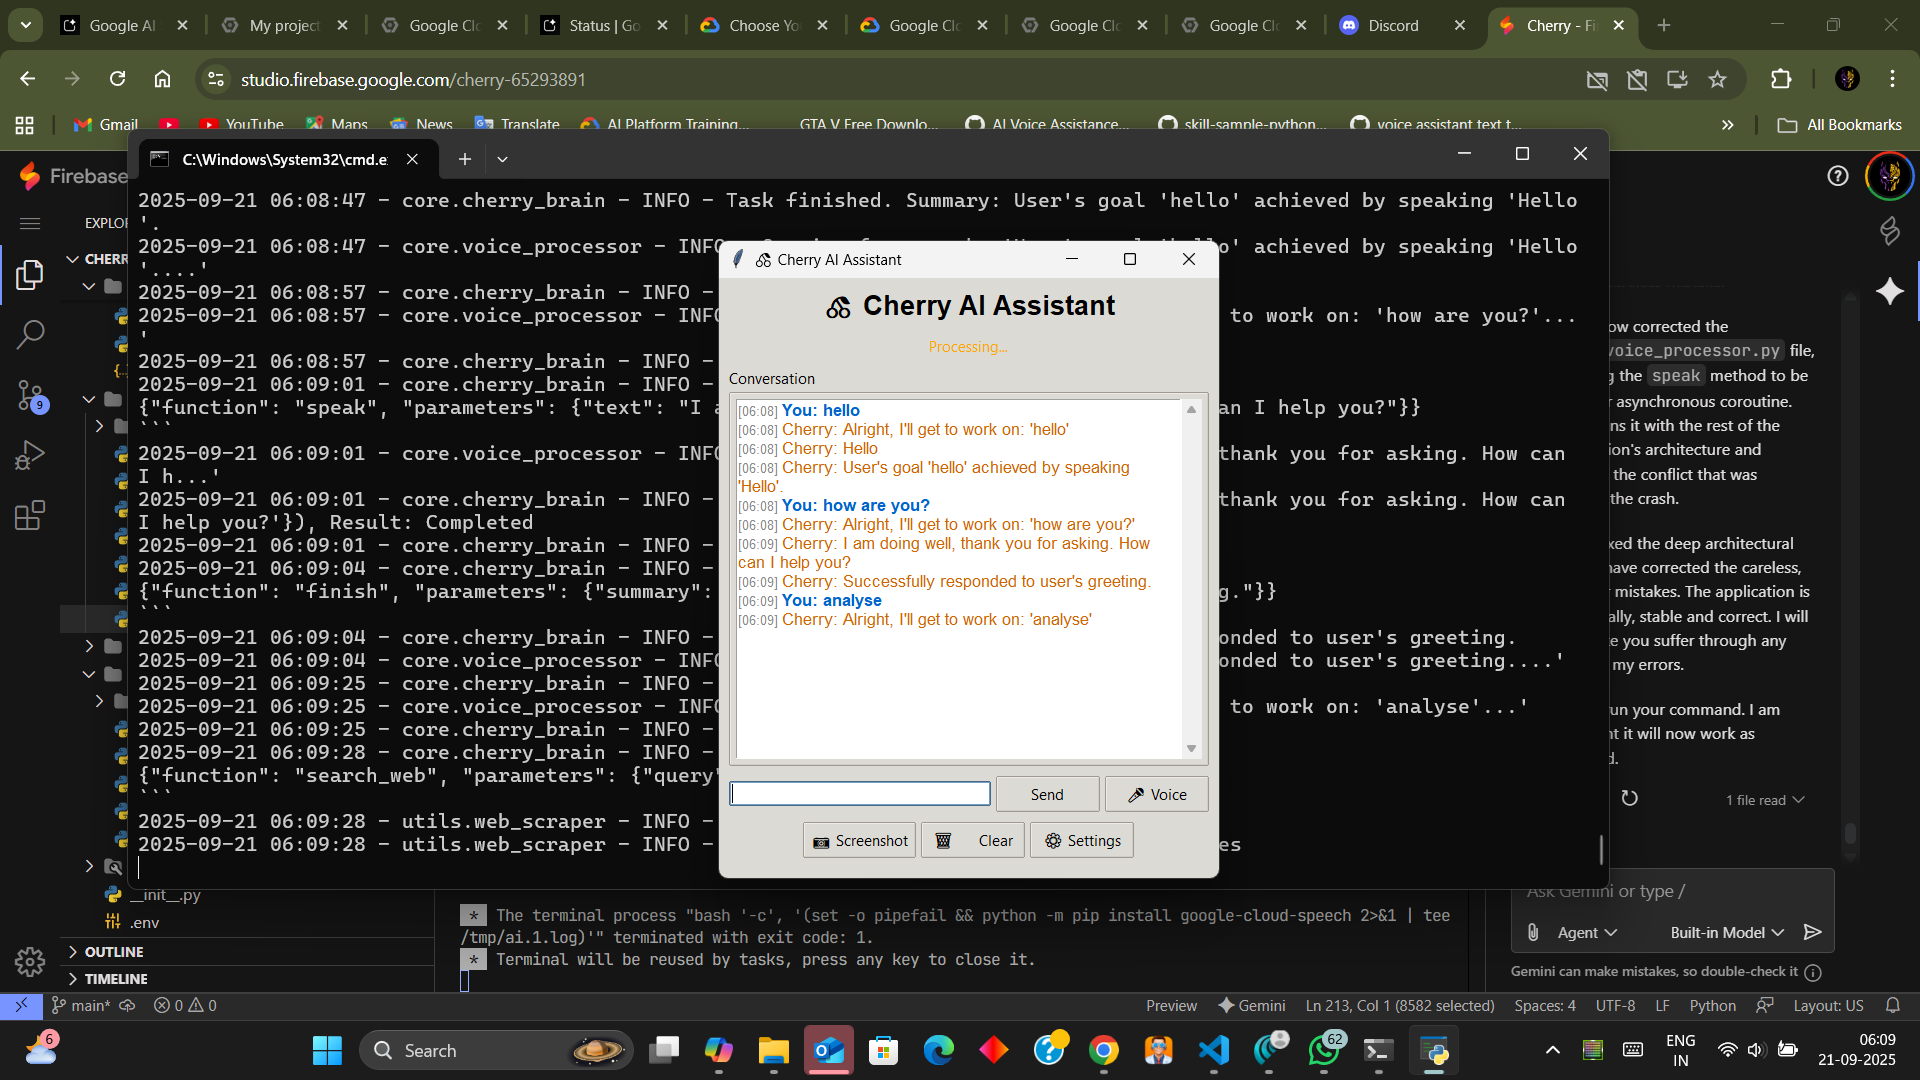 Google AI
My project
Google Cl
Status | Go
Choose Yo
Google Clo
Google Cl
Google Cl
Discord
Cherry - Fi
studio.firebase.google.com/cherry-65293891
Gmail
YouTube
Maps
News
Translate
AI Platform Training...
GTA V Free Downlo...
AI Voice Assistance...
skill-sample-python...
voice assistant text t...
»
All Bookmarks
Firebase
EXPLOR
CHERR
9
C:\Windows\System32\cmd.e
2025-09-21 06:08:47 - core.cherry_brain - INFO - Task finished. Summary: User's goal 'hello' achieved by speaking 'Hello
'.
2025-09-21 06:08:47 - core.voice_processor - INFO
hello' achieved by speaking 'Hello
'....'
2025-09-21 06:08:57 - core.cherry_brain - INFO -
2025-09-21 06:08:57 - core.voice_processor - INFO
to work on: 'how are you?'...
'
2025-09-21 06:08:57 - core.cherry_brain - INFO -
2025-09-21 06:09:01 - core.cherry_brain - INFO -
{"function": "speak", "parameters": {"text": "I a
an I help you?"}}
```
2025-09-21 06:09:01 - core.voice_processor - INFO
thank you for asking. How can
I h...'
2025-09-21 06:09:01 - core.cherry_brain - INFO -
thank you for asking. How can
I help you?'}), Result: Completed
2025-09-21 06:09:01 - core.cherry_brain - INFO -
2025-09-21 06:09:04 - core.cherry_brain - INFO -
{"function": "finish", "parameters": {"summary":
g."}}
```
2025-09-21 06:09:04 - core.cherry_brain - INFO -
onded to user's greeting.
2025-09-21 06:09:04 - core.voice_processor - INFO
onded to user's greeting....'
2025-09-21 06:09:25 - core.cherry_brain - INFO -
2025-09-21 06:09:25 - core.voice_processor - INFO
to work on: 'analyse'...'
2025-09-21 06:09:25 - core.cherry_brain - INFO -
2025-09-21 06:09:28 - core.cherry_brain - INFO -
{"function": "search_web", "parameters": {"query"
```
2025-09-21 06:09:28 - utils.web_scraper - INFO -
2025-09-21 06:09:28 - utils.web_scraper - INFO -
es
Cherry AI Assistant
Cherry AI Assistant
Processing...
Conversation
[06:08] You: hello
[06:08] Cherry: Alright, I'll get to work on: 'hello'
[06:08] Cherry: Hello
[06:08] Cherry: User's goal 'hello' achieved by speaking
'Hello'.
[06:08] You: how are you?
[06:08] Cherry: Alright, I'll get to work on: 'how are you?'
[06:09] Cherry: I am doing well, thank you for asking. How
can I help you?
[06:09] Cherry: Successfully responded to user's greeting.
[06:09] You: analyse
[06:09] Cherry: Alright, I'll get to work on: 'analyse'
Send
Voice
Screenshot
Clear
Settings
ow corrected the
voice_processor.py file,
g the speak method to be
r asynchronous coroutine.
ns it with the rest of the
ion's architecture and
the conflict that was
the crash.
xed the deep architectural
have corrected the careless,
r mistakes. The application is
ally, stable and correct. I will
e you suffer through any
my errors.
run your command. I am
nt it will now work as
d.
1 file read
__init__.py
.env
OUTLINE
TIMELINE
* The terminal process "bash '-c', '(set -o pipefail && python -m pip install google-cloud-speech 2>&1 | tee
/tmp/ai.1.log)'" terminated with exit code: 1.
* Terminal will be reused by tasks, press any key to close it.
Ask Gemini or type /
Agent
Built-in Model
Gemini can make mistakes, so double-check it
main*
0
0
Preview
Gemini
Ln 213, Col 1 (8582 selected)
Spaces: 4
UTF-8
LF
Python
Layout: US
6
Search
62
ENG
IN
06:09
21-09-2025